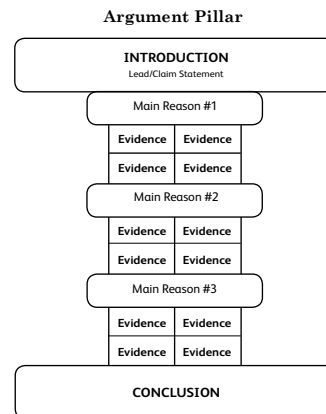 Argument Pillar
INTRODUCTION
Lead/Claim Statement
Main Reason #1
Evidence Evidence
Evidence Evidence
Main Reason #2
Evidence Evidence
Evidence Evidence
Main Reason #3
Evidence Evidence
Evidence Evidence
CONCLUSION